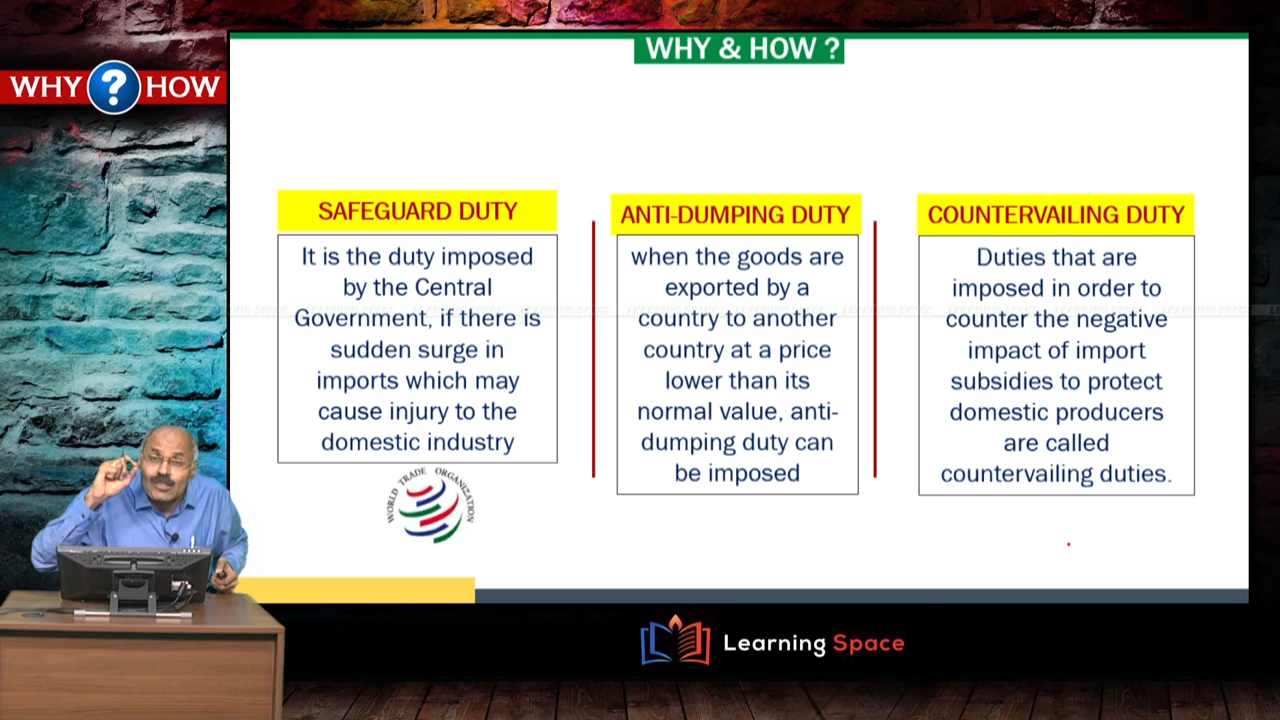 WHY & HOW ?
WHY ? HOW
SAFEGUARD DUTY
It is the duty imposed
by the Central
Government, if there is
sudden surge in
imports which may
cause injury to the
domestic industry
WORLD TRADE ORGANIZATION
ANTI-DUMPING DUTY
when the goods are
exported by a
country to another
country at a price
lower than its
normal value, anti-
dumping duty can
be imposed
COUNTERVAILING DUTY
Duties that are
imposed in order to
counter the negative
impact of import
subsidies to protect
domestic producers
are called
countervailing duties.
Learning Space